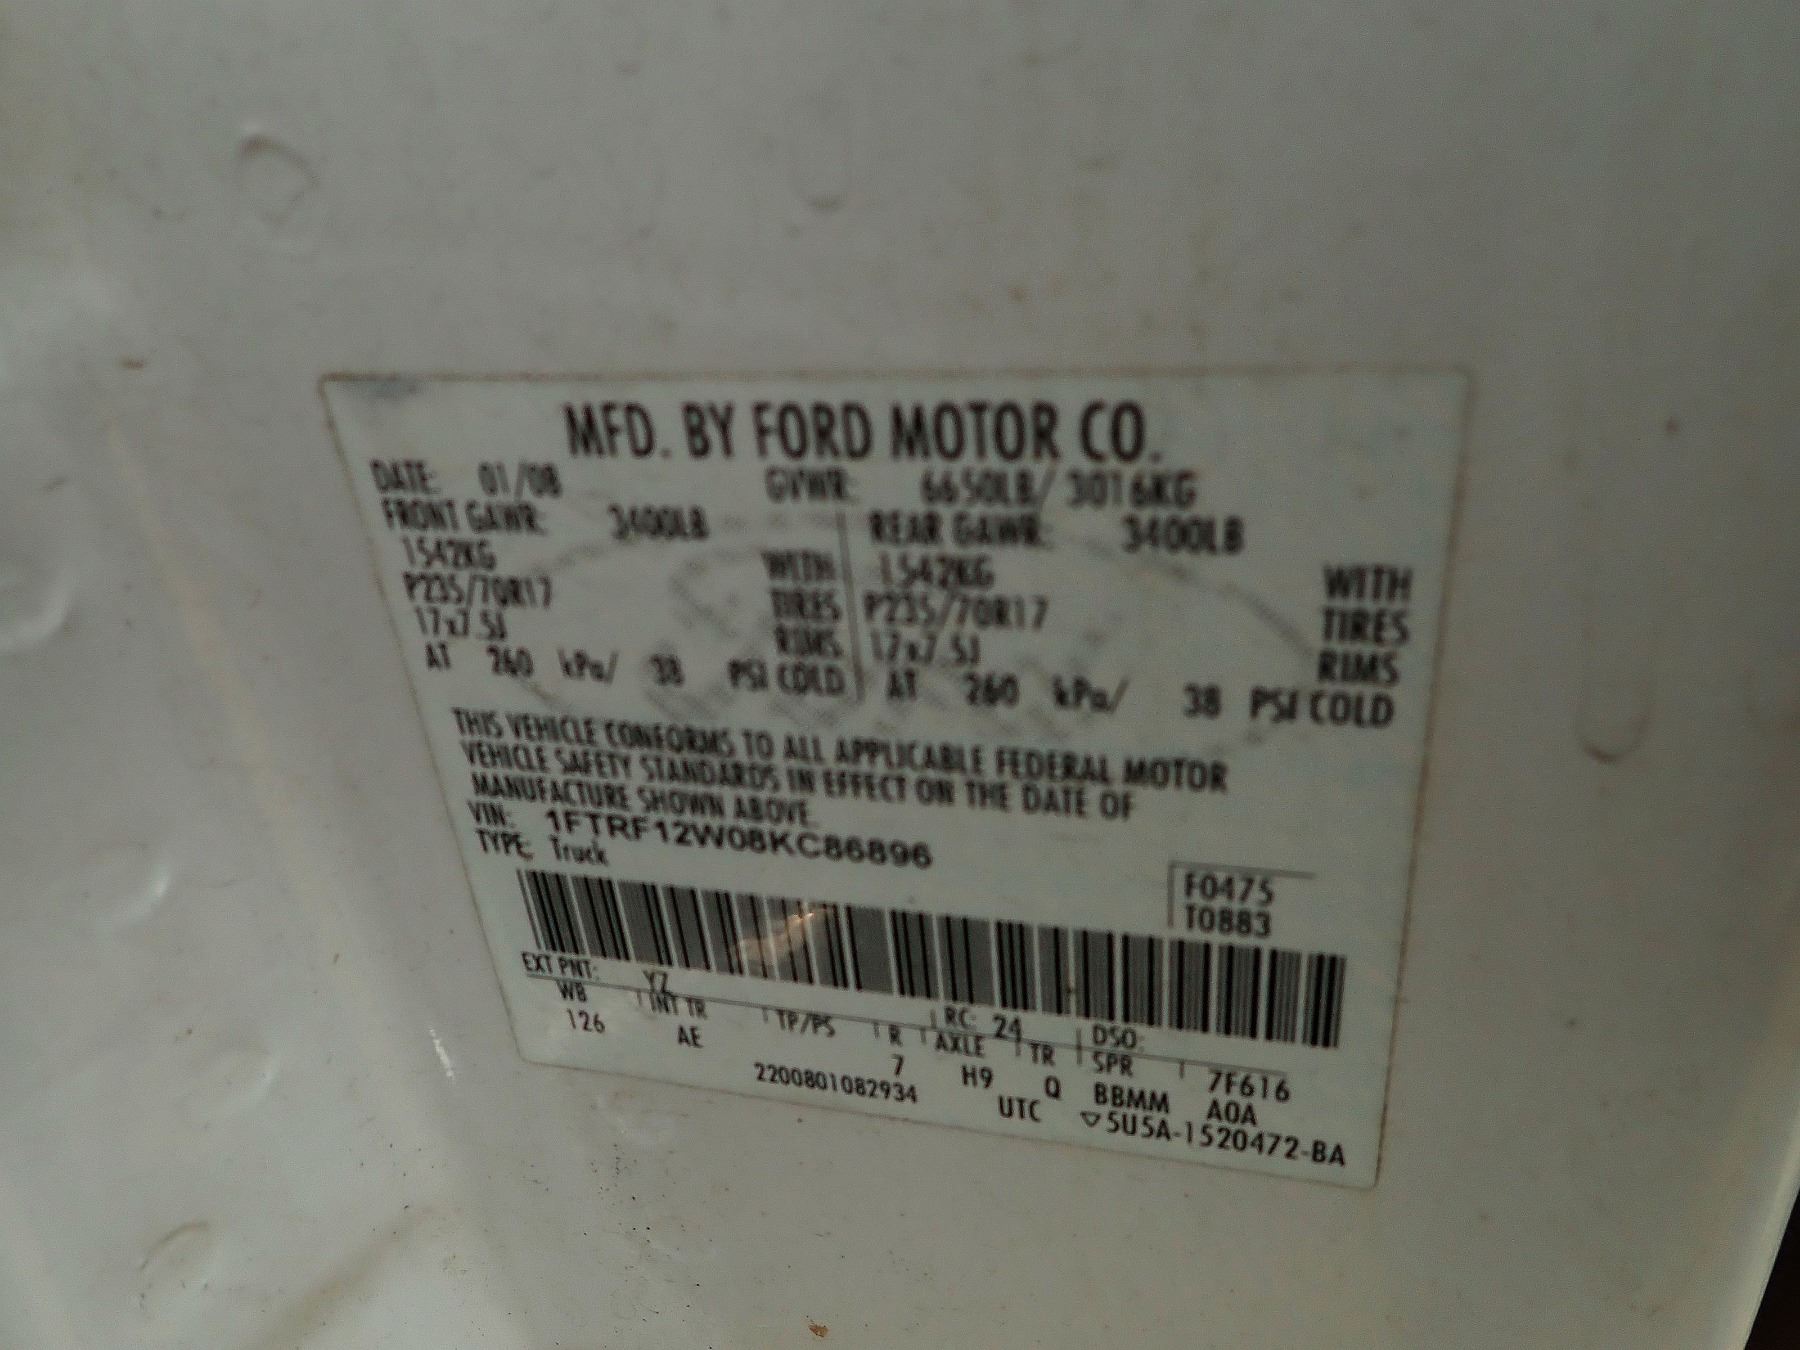 MFD. BY FORD MOTOR CO.
DATE: 01/08 GVWR: 6650LB/ 3016KG
FRONT GAWR: 3400LB REAR GAWR: 3400LB
1542KG WITH 1542KG WITH
P235/70R17 TIRES P235/70R17 TIRES
17x7.5J RIMS 17x7.5J RIMS
AT 260 kPa/ 38 PSI COLD AT 260 kPa/ 38 PSI COLD
THIS VEHICLE CONFORMS TO ALL APPLICABLE FEDERAL MOTOR
VEHICLE SAFETY STANDARDS IN EFFECT ON THE DATE OF
MANUFACTURE SHOWN ABOVE.
VIN: 1FTRF12W08KC86896
TYPE: Truck
F0475
T0883
EXT PNT: YZ RC: 24 DSO:
WB INT TR TP/PS R AXLE TR SPR 7F616
126 AE 7 H9 Q BBMM A0A
2200801082934 UTC ▽5U5A-1520472-BA